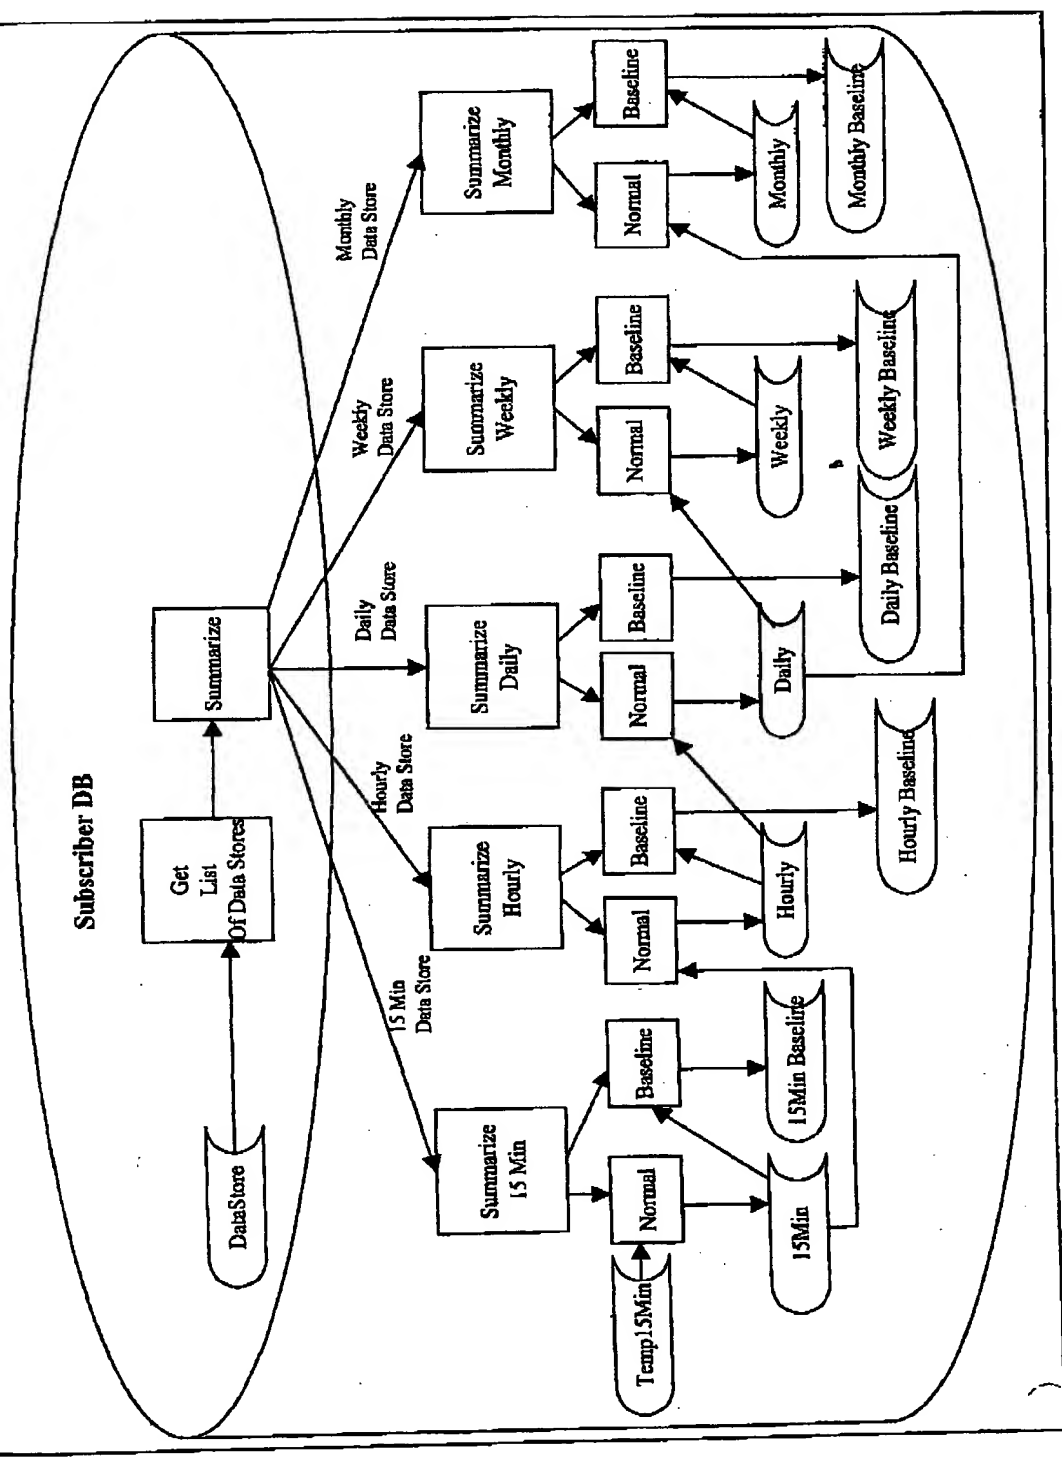 Subscriber DB
DataStore
Get
List
Of Data Stores
Summarize
15 Min
Data Store
Hourly
Data Store
Daily
Data Store
Weekly
Data Store
Monthly
Data Store
Summarize
15 Min
Summarize
Hourly
Summarize
Daily
Summarize
Weekly
Summarize
Monthly
Temp15Min
Normal
Baseline
Normal
Baseline
Normal
Baseline
Normal
Baseline
Normal
Baseline
15Min
15Min Baseline
Hourly
Daily
Weekly
Monthly
Hourly Baseline
Daily Baseline
Weekly Baseline
Monthly Baseline